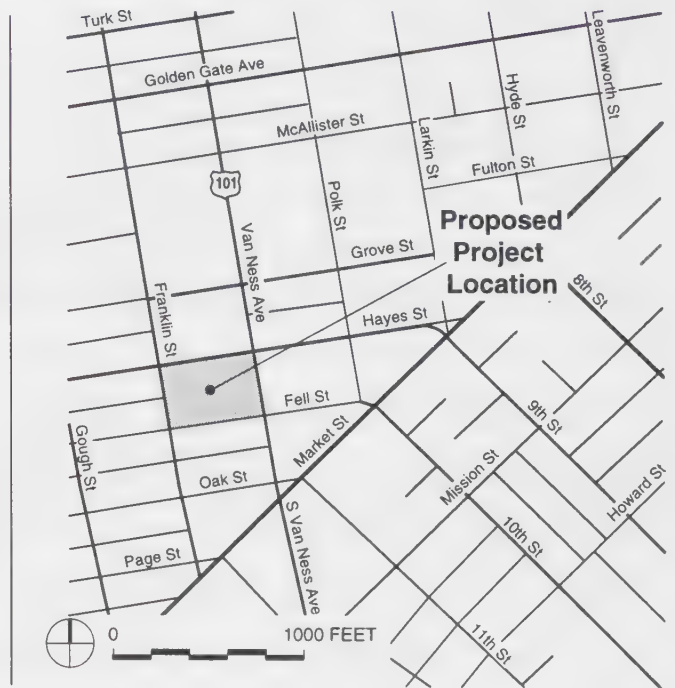 Turk St
Golden Gate Ave
Leavenworth St
Hyde St
McAllister St
Larkin St
Fulton St
101
Polk St
Van Ness Ave
Grove St
Proposed
Project
Location
8th St
Franklin St
Hayes St
Fell St
9th St
Gough St
Market St
Mission St
Howard St
Oak St
S Van Ness Ave
10th St
Page St
11th St
0 1000 FEET